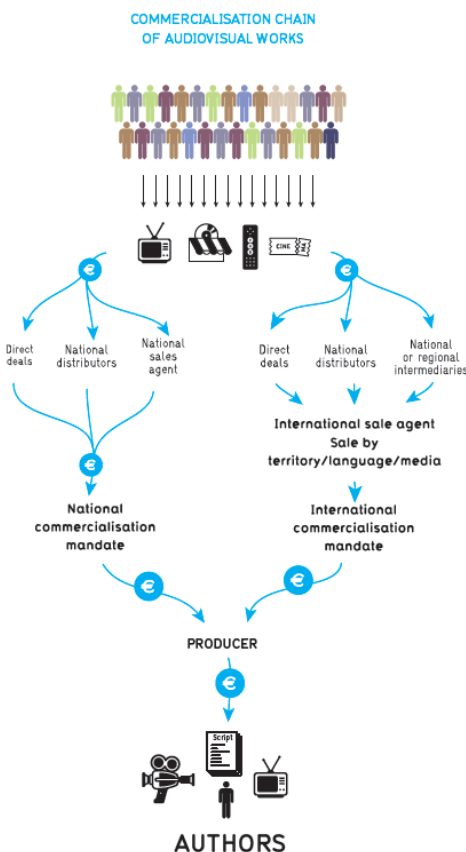 COMMERCIALISATION CHAIN
OF AUDIOVISUAL WORKS
CINE
MA
€
€
Direct
deals
National
distributors
National
sales
agent
Direct
deals
National
distributors
National
or regional
intermediaries
International sale agent
Sale by
territory/language/media
€
National
commercialisation
mandate
International
commercialisation
mandate
€
€
PRODUCER
€
Script
AUTHORS